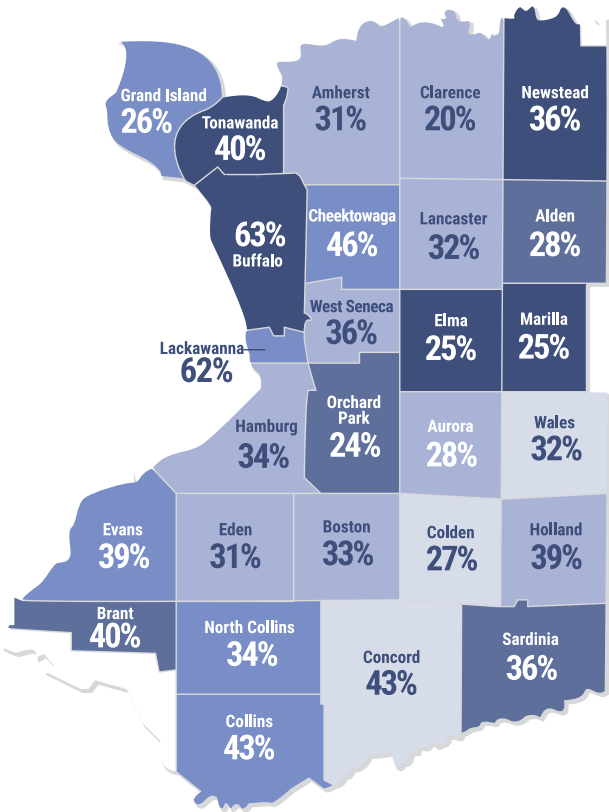 Grand Island
26%
Tonawanda
40%
Amherst
31%
Clarence
20%
Newstead
36%
63%
Buffalo
Cheektowaga
46%
Lancaster
32%
Alden
28%
West Seneca
36%
Elma
25%
Marilla
25%
Lackawanna
62%
Hamburg
34%
Orchard
Park
24%
Aurora
28%
Wales
32%
Evans
39%
Eden
31%
Boston
33%
Colden
27%
Holland
39%
Brant
40%
North Collins
34%
Concord
43%
Sardinia
36%
Collins
43%